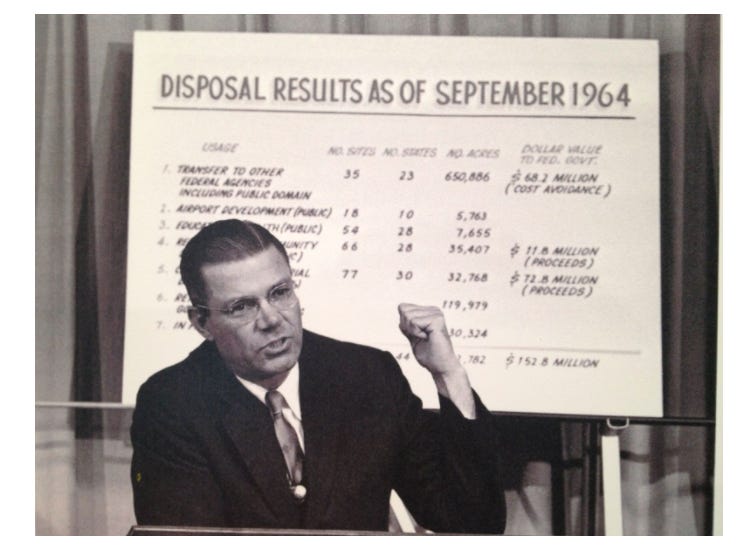 DISPOSAL RESULTS AS OF SEPTEMBER 1964
USAGE NO. SITES NO. STATES NO. ACRES DOLLAR VALUE
TO FED. GOVT.
1. TRANSFER TO OTHER 35 23 650,886 $ 68.2 MILLION
FEDERAL AGENCIES (COST AVOIDANCE)
INCLUDING PUBLIC DOMAIN
2. AIRPORT DEVELOPMENT (PUBLIC) 18 10 5,763
3. (PUBLIC) 54 28 7,655
4. 66 28 35,407 $ 11.8 MILLION
(PROCEEDS)
5. 77 30 32,768 $ 72.8 MILLION
(PROCEEDS)
6. 119,979
7. IN 30,324
44 ,782 $ 152.8 MILLION